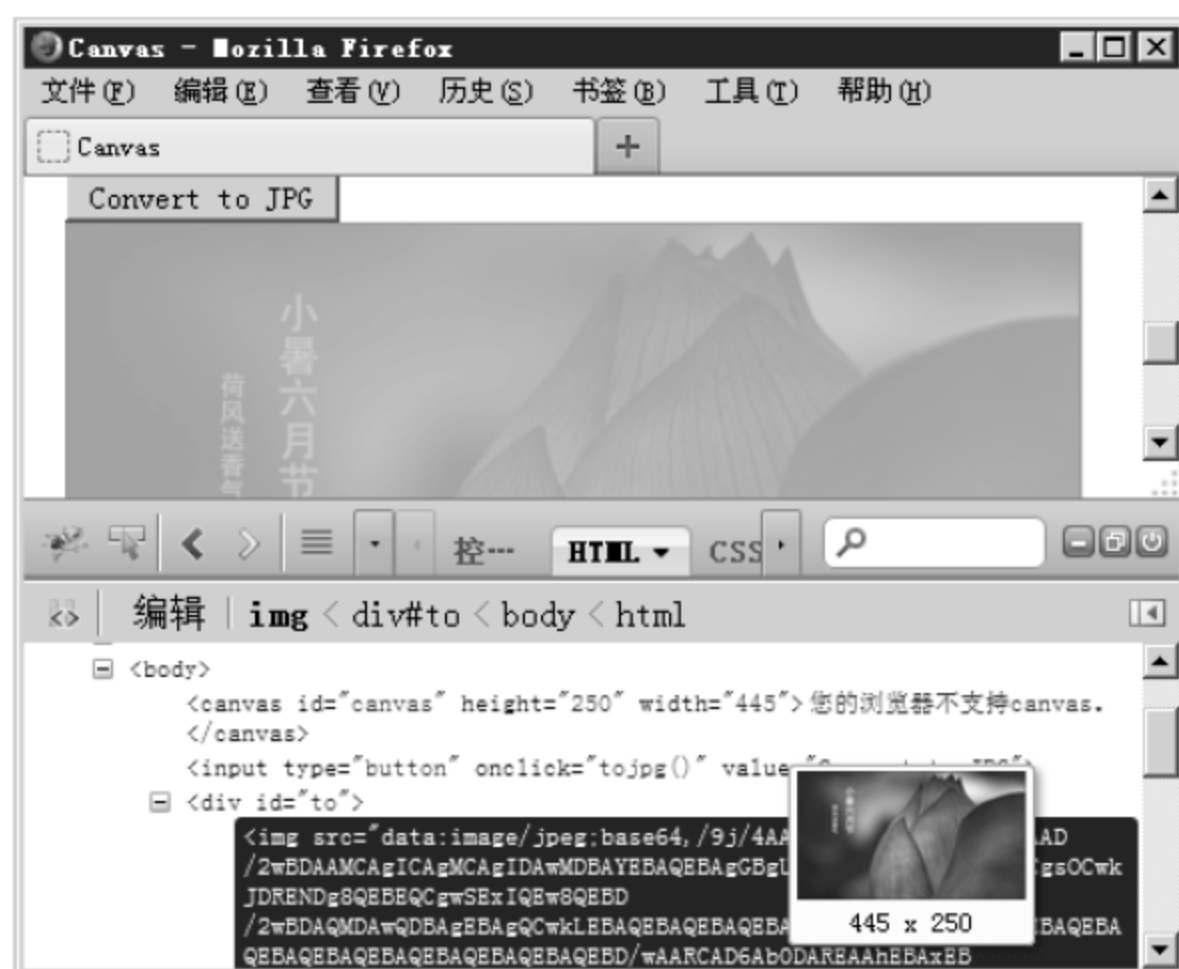 Canvas - Mozilla Firefox
文件(F) 编辑(E) 查看(V) 历史(S) 书签(B) 工具(T) 帮助(H)
Canvas
Convert to JPG
小暑六月节
荷风送香气
控…
HTML
CSS
编辑
img < div#to < body < html
<body>
<canvas id="canvas" height="250" width="445">您的浏览器不支持canvas.
</canvas>
<input type="button" onclick="tojpg()" value=
<div id="to">
<img src="data:image/jpeg;base64,/9j/4AA AD
/2wBDAAMCAgICAgMCAgIDAwMDBAYEBAQEBAgGBgU gsOCwk
JDRENDg8QEBEQCgwSExIQEw8QEBD
/2wBDAQMDAwQDBAgEBAgQCwkLEBAQEBAQEBAQEBA EBAQEBA
QEBAQEBAQEBAQEBAQEBAQEBAQEBD/wAARCAD6Ab0DAREAAhEBAxEB
445 x 250